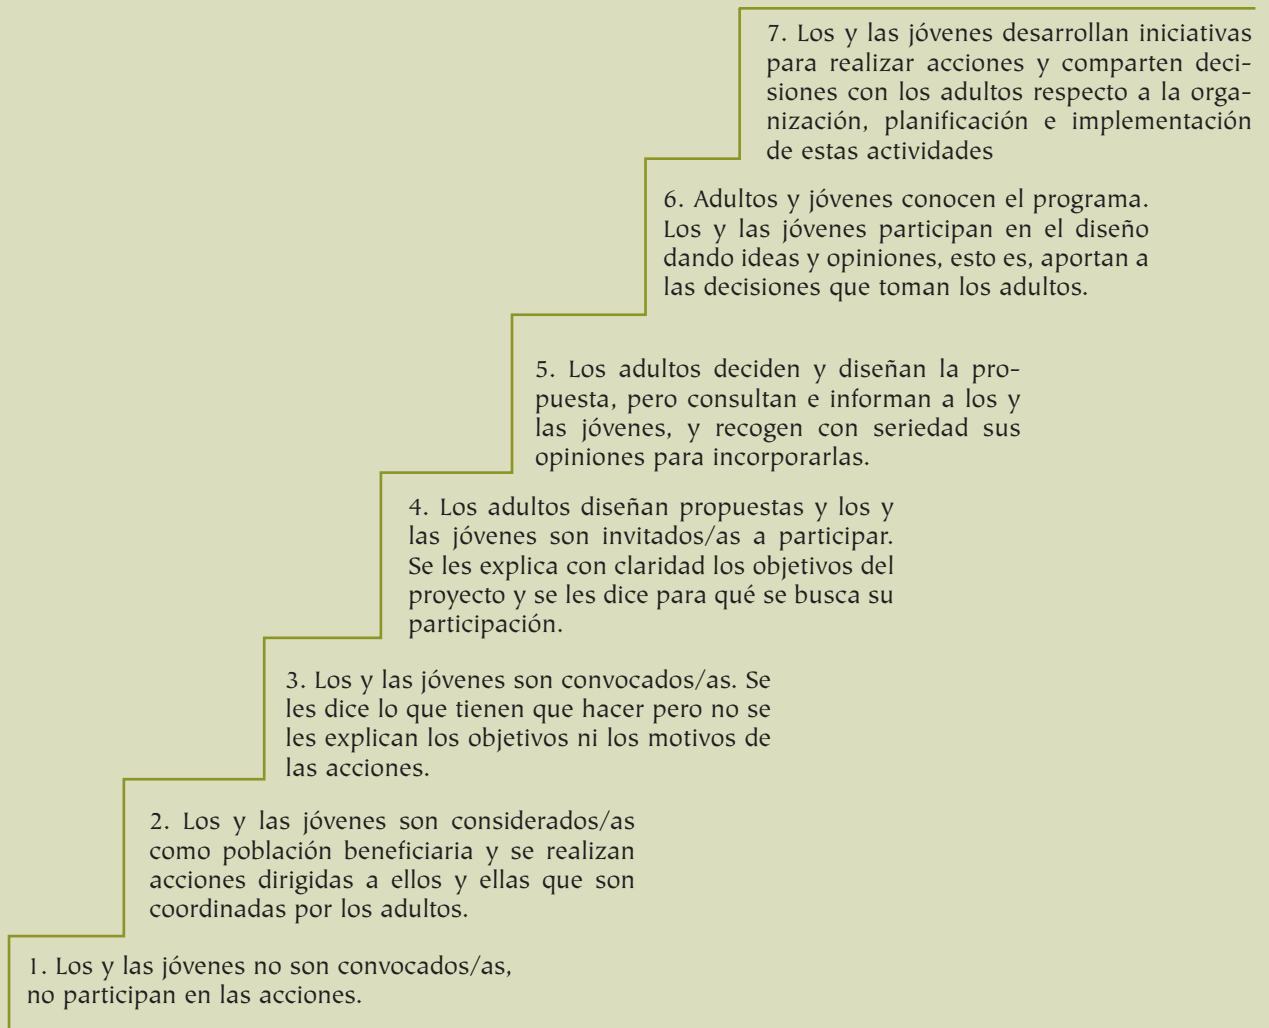 7. Los y las jóvenes desarrollan iniciativas
para realizar acciones y comparten deci-
siones con los adultos respecto a la orga-
nización, planificación e implementación
de estas actividades
6. Adultos y jóvenes conocen el programa.
Los y las jóvenes participan en el diseño
dando ideas y opiniones, esto es, aportan a
las decisiones que toman los adultos.
5. Los adultos deciden y diseñan la pro-
puesta, pero consultan e informan a los y
las jóvenes, y recogen con seriedad sus
opiniones para incorporarlas.
4. Los adultos diseñan propuestas y los y
las jóvenes son invitados/as a participar.
Se les explica con claridad los objetivos del
proyecto y se les dice para qué se busca su
participación.
3. Los y las jóvenes son convocados/as. Se
les dice lo que tienen que hacer pero no se
les explican los objetivos ni los motivos de
las acciones.
2. Los y las jóvenes son considerados/as
como población beneficiaria y se realizan
acciones dirigidas a ellos y ellas que son
coordinadas por los adultos.
1. Los y las jóvenes no son convocados/as,
no participan en las acciones.